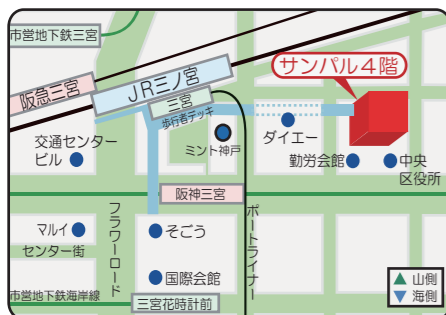 市営地下鉄三宮
サンパル4階
阪急三宮
JR三ノ宮
三宮
歩行者デッキ
交通センター
ビル
ミント神戸
ダイエー
勤労会館
中央
区役所
阪神三宮
マルイ
センター街
フラワーロード
そごう
ポートライナー
国際会館
市営地下鉄海岸線
三宮花時計前
山側
海側